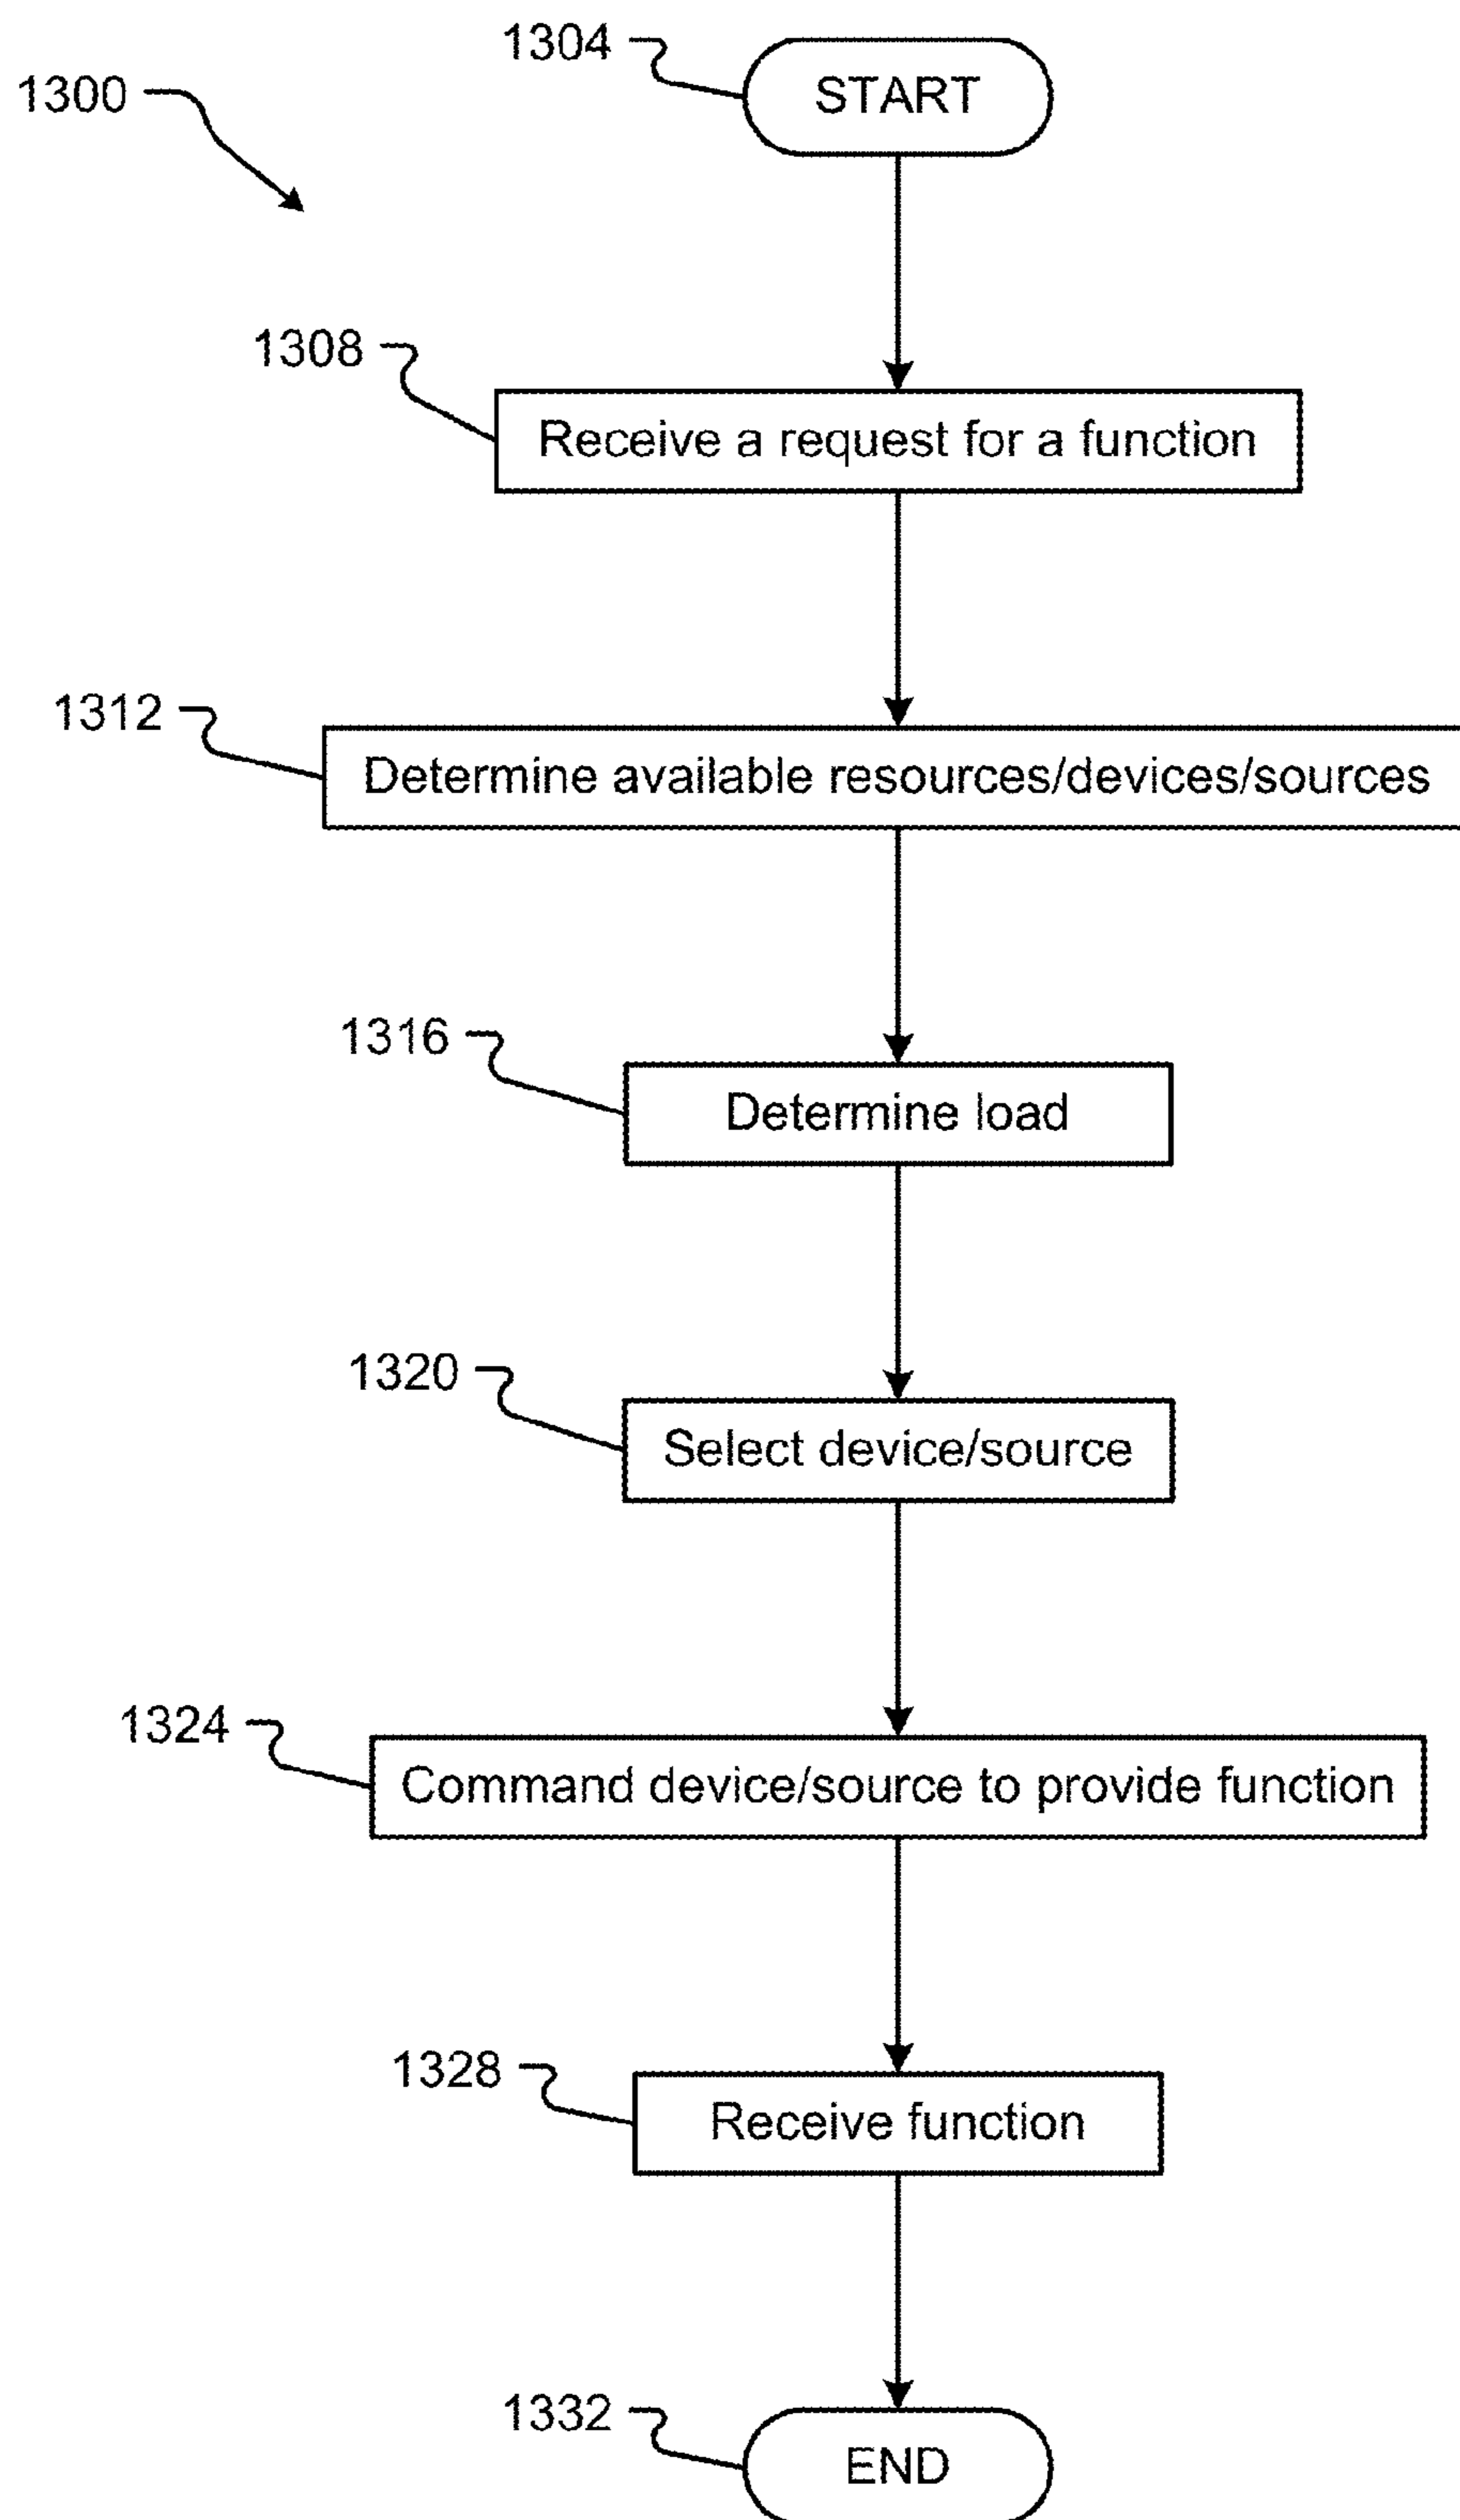 1304
START
1300
1308
Receive a request for a function
1312
Determine available resources/devices/sources
1316
Determine load
1320
Select device/source
1324
Command device/source to provide function
1328
Receive function
1332
END